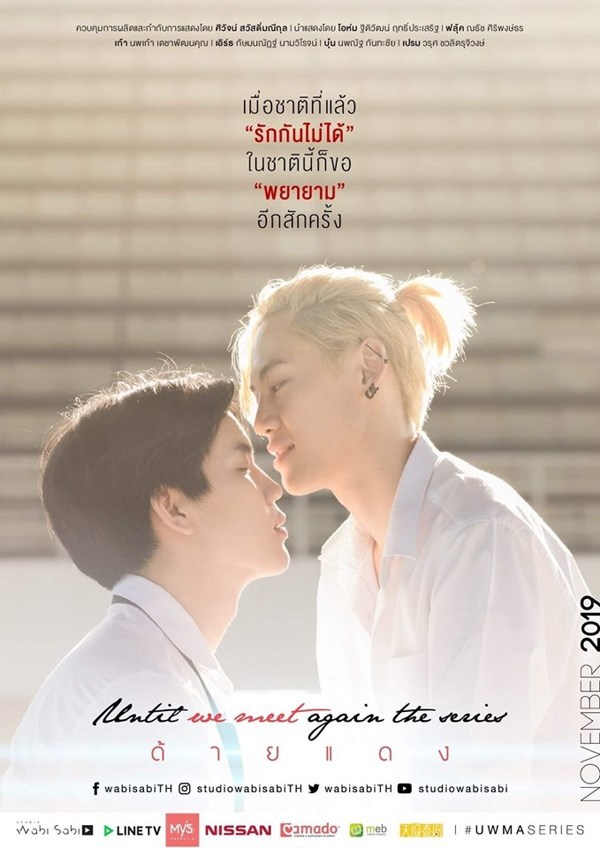 ควบคุมการผลิตและกำกับการแสดงโดย ศิวัจน์ สวัสดิ์มณีกุล | นำแสดงโดย โอห์ม ฐิติวัฒน์ ฤทธิ์ประเสริฐ | ฟลุ้ค ณธัช ศิริพงษ์ธร
เก้า นพเก้า เดชาพัฒนคุณ | เอิร์ธ กัษมนณัฏฐ์ นามวิโรจน์ | บุ๋น นพณัฐ กันทะชัย | เปรม วรุศ ชวลิตรุจิวงษ์
เมื่อชาติที่แล้ว
“รักกันไม่ได้”
ในชาตินี้ก็ขอ
“พยายาม”
อีกสักครั้ง
NOVEMBER 2019
Until we meet again the series
ด้ายแดง
wabisabiTH studiowabisabiTH wabisabiTH studiowabisabi
STUDIO
Wabi Sabi LINE TV MyS NISSAN amado meb | #UWMASERIES